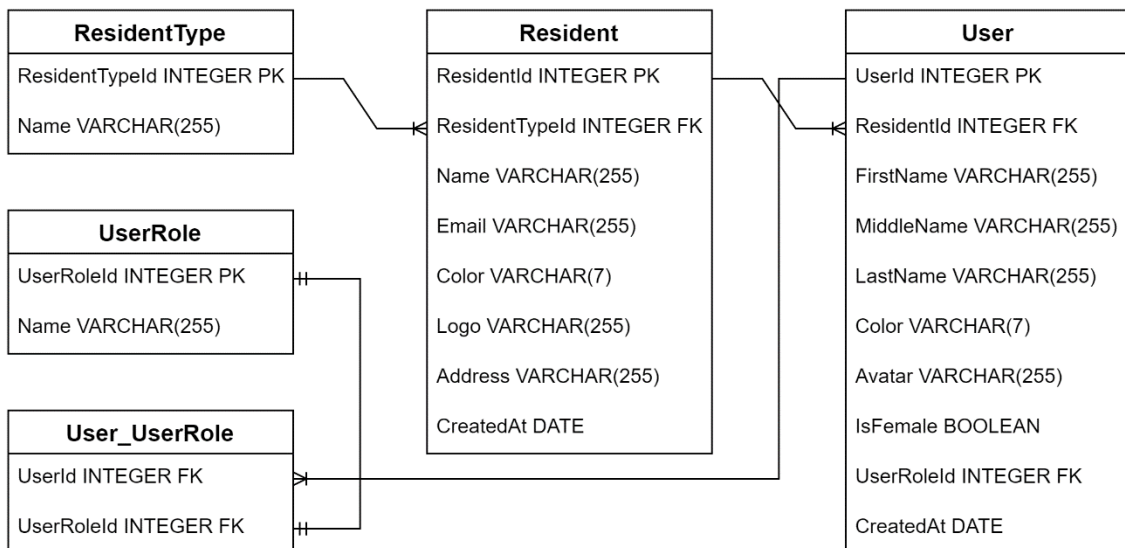 ResidentType
ResidentTypeId INTEGER PK
Name VARCHAR(255)
UserRole
UserRoleId INTEGER PK
Name VARCHAR(255)
User_UserRole
UserId INTEGER FK
UserRoleId INTEGER FK
Resident
ResidentId INTEGER PK
ResidentTypeId INTEGER FK
Name VARCHAR(255)
Email VARCHAR(255)
Color VARCHAR(7)
Logo VARCHAR(255)
Address VARCHAR(255)
CreatedAt DATE
User
UserId INTEGER PK
ResidentId INTEGER FK
FirstName VARCHAR(255)
MiddleName VARCHAR(255)
LastName VARCHAR(255)
Color VARCHAR(7)
Avatar VARCHAR(255)
IsFemale BOOLEAN
UserRoleId INTEGER FK
CreatedAt DATE